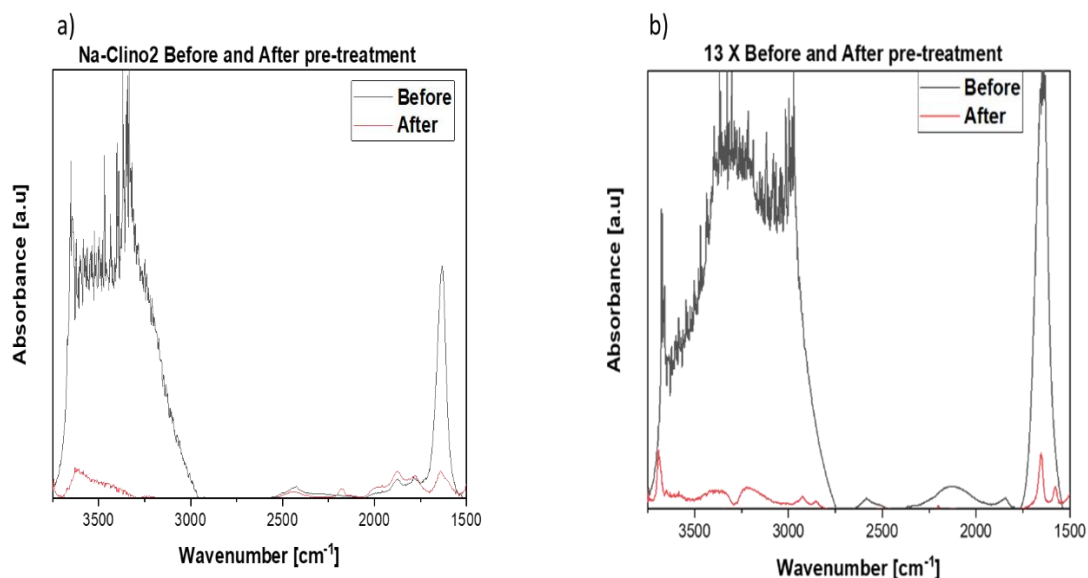 a)
Na-Clino2 Before and After pre-treatment
Before
After
Absorbance [a.u]
3500
3000
2500
2000
1500
Wavenumber [cm-1]
b)
13 X Before and After pre-treatment
Before
After
Absorbance [a.u]
3500
3000
2500
2000
1500
Wavenumber [cm-1]